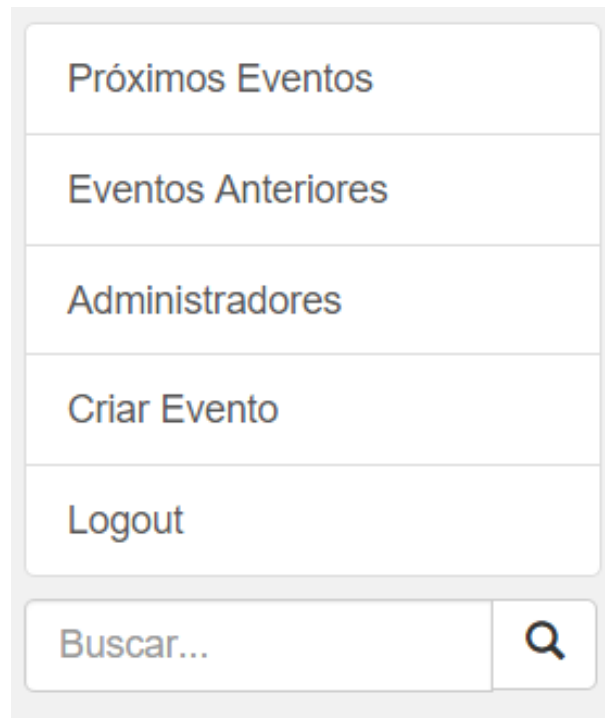 Próximos Eventos
Eventos Anteriores
Administradores
Criar Evento
Logout
Buscar...